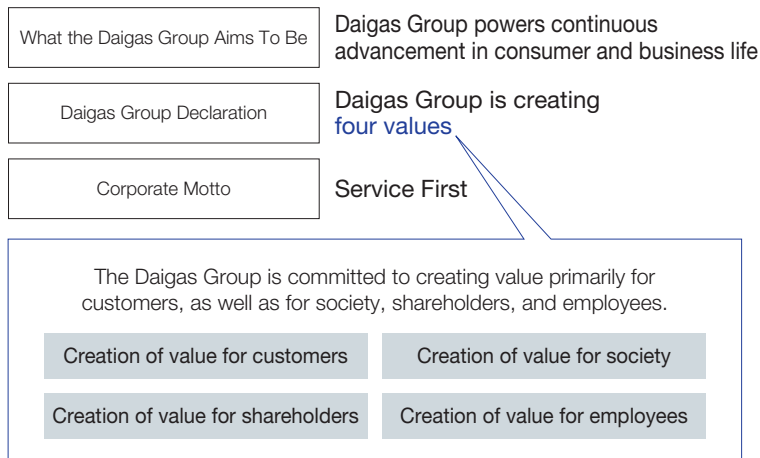 What the Daigas Group Aims To Be
Daigas Group powers continuous
advancement in consumer and business life
Daigas Group Declaration
Daigas Group is creating
four values
Corporate Motto
Service First
The Daigas Group is committed to creating value primarily for
customers, as well as for society, shareholders, and employees.
Creation of value for customers
Creation of value for society
Creation of value for shareholders
Creation of value for employees